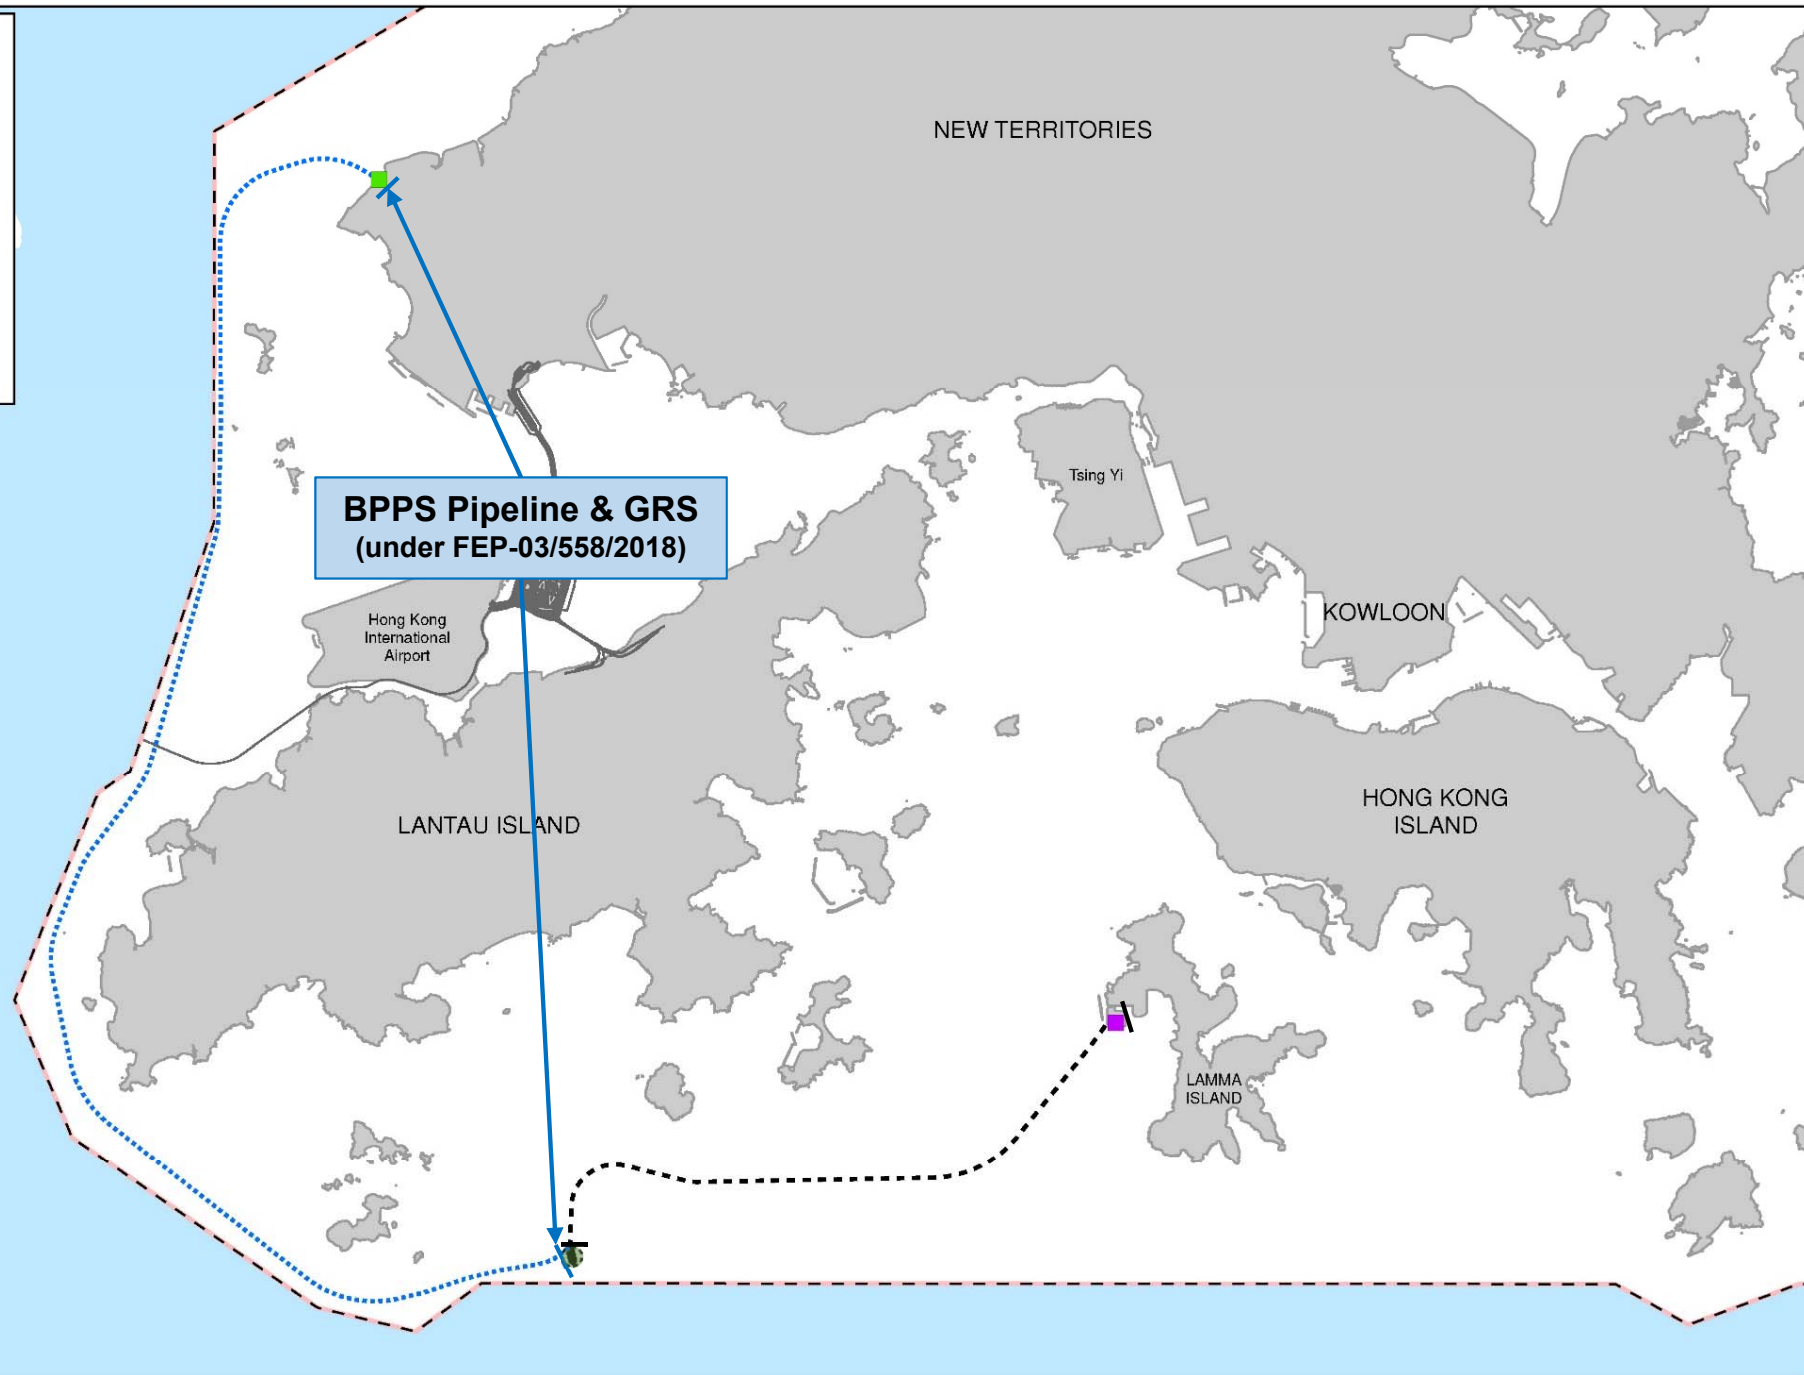 NEW TERRITORIES
Tsing Yi
BPPS Pipeline & GRS
(under FEP-03/558/2018)
KOWLOON
Hong Kong
International
Airport
LANTAU ISLAND
HONG KONG
ISLAND
LAMMA
ISLAND